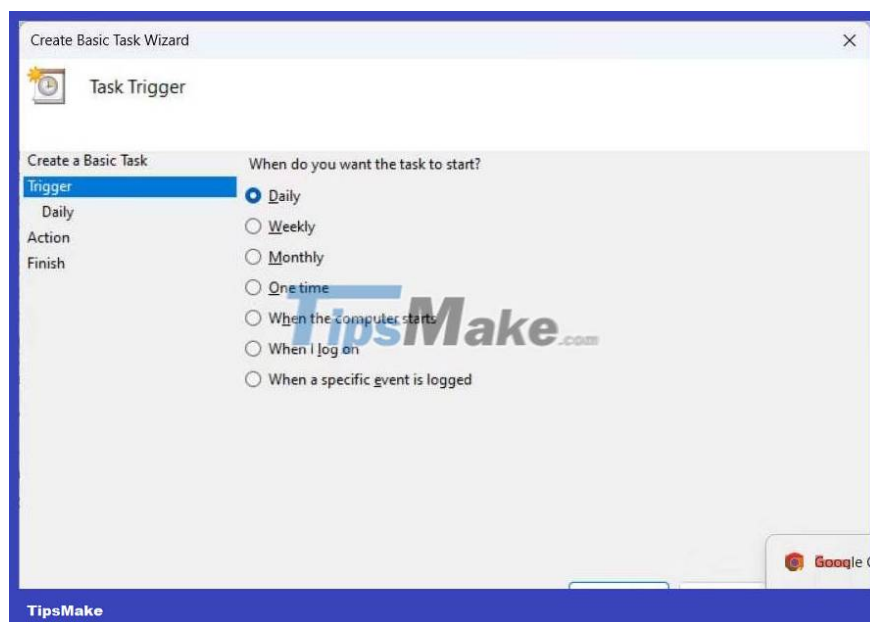 Create Basic Task Wizard
Task Trigger
Create a Basic Task
Trigger
Daily
Action
Finish
When do you want the task to start?
Daily
Weekly
Monthly
One time
When the computer starts
When I log on
When a specific event is logged
TipsMake.com
Google
TipsMake